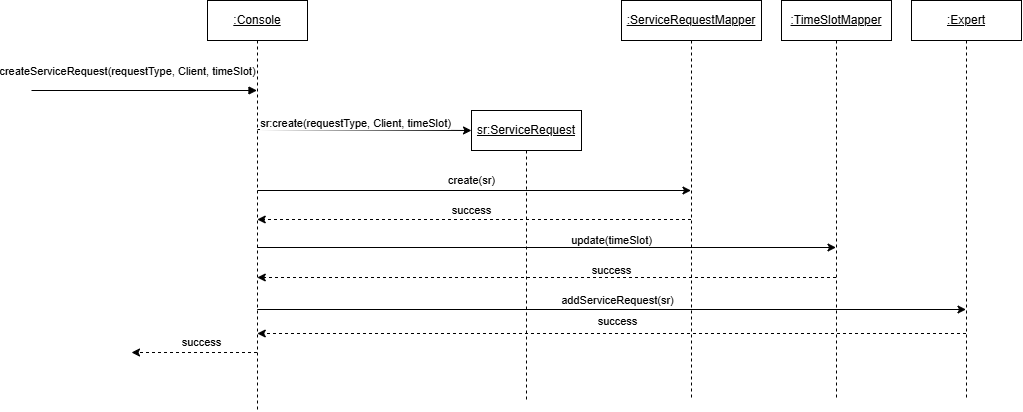 :Console
:ServiceRequestMapper
:TimeSlotMapper
:Expert
createServiceRequest(requestType, Client, timeSlot)
sr:create(requestType, Client, timeSlot)
sr:ServiceRequest
create(sr)
success
update(timeSlot)
success
addServiceRequest(sr)
success
success